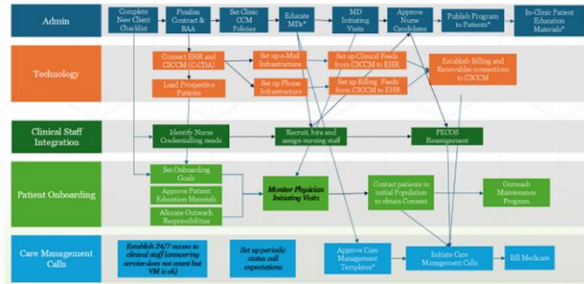 Admin
Complete
New Client
Checklist
Finalize
Contract &
BAA
Set Clinic
CCM
Policies
Educate
MDs*
MD
Initiating
Visits
Approve
Nurse
Candidates
Publish Program
to Patients*
In-Clinic Patient
Education
Materials*
Technology
Connect EHR and
CSCCM (C-CDA)
Load Prospective
Patients
Set up e-Mail
Infrastructure
Set up Phone
Infrastructure
Set up Clinical Feeds
from CSCCM to EHR
Set up Billing Feeds
from CSCCM to EHR
Establish Billing and
Receivables connections to
CSCCM
Clinical Staff
Integration
Identify Nurse
Credentialling needs
Recruit, hire and
assign nursing staff
PECOS
Reassignment
Patient Onboarding
Set Onboarding
Goals
Approve Patient
Education Materials
Allocate Outreach
Responsibilities
Monitor Physician
Initiating Visits
Contact patients in
initial Population to
obtain Consent
Outreach
Maintenance
Program
Care Management
Calls
Establish 24/7 access to
clinical staff (answering
service does not count but
VM is ok)
Set up periodic
status call
expectations
Approve Care
Management
Templates*
Initiate Care
Management Calls
Bill Medicare